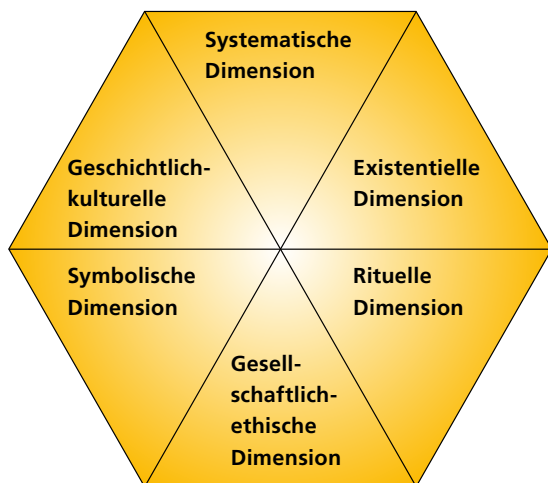 Systematische
Dimension
Geschichtlich-
kulturelle
Dimension
Existentielle
Dimension
Symbolische
Dimension
Rituelle
Dimension
Gesell-
schaftlich-
ethische
Dimension